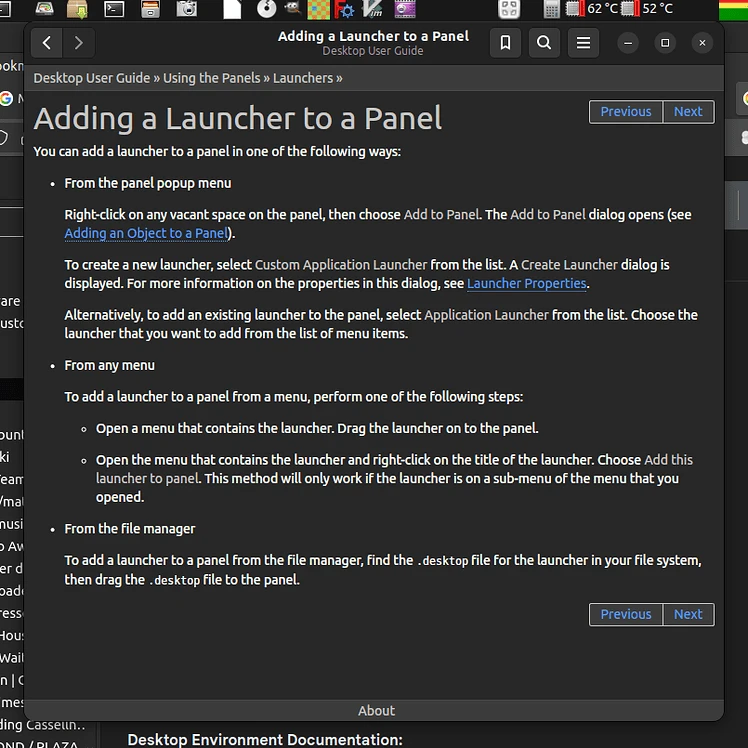 62 °C
52 °C
Adding a Launcher to a Panel
Desktop User Guide
Desktop User Guide » Using the Panels » Launchers »
Adding a Launcher to a Panel
Previous
Next
You can add a launcher to a panel in one of the following ways:
• From the panel popup menu
Right-click on any vacant space on the panel, then choose Add to Panel. The Add to Panel dialog opens (see
Adding an Object to a Panel).
To create a new launcher, select Custom Application Launcher from the list. A Create Launcher dialog is
displayed. For more information on the properties in this dialog, see Launcher Properties.
Alternatively, to add an existing launcher to the panel, select Application Launcher from the list. Choose the
launcher that you want to add from the list of menu items.
• From any menu
To add a launcher to a panel from a menu, perform one of the following steps:
◦ Open a menu that contains the launcher. Drag the launcher on to the panel.
◦ Open the menu that contains the launcher and right-click on the title of the launcher. Choose Add this
launcher to panel. This method will only work if the launcher is on a sub-menu of the menu that you
opened.
• From the file manager
To add a launcher to a panel from the file manager, find the .desktop file for the launcher in your file system,
then drag the .desktop file to the panel.
Previous
Next
About
ding Casselin..
Desktop Environment Documentation: